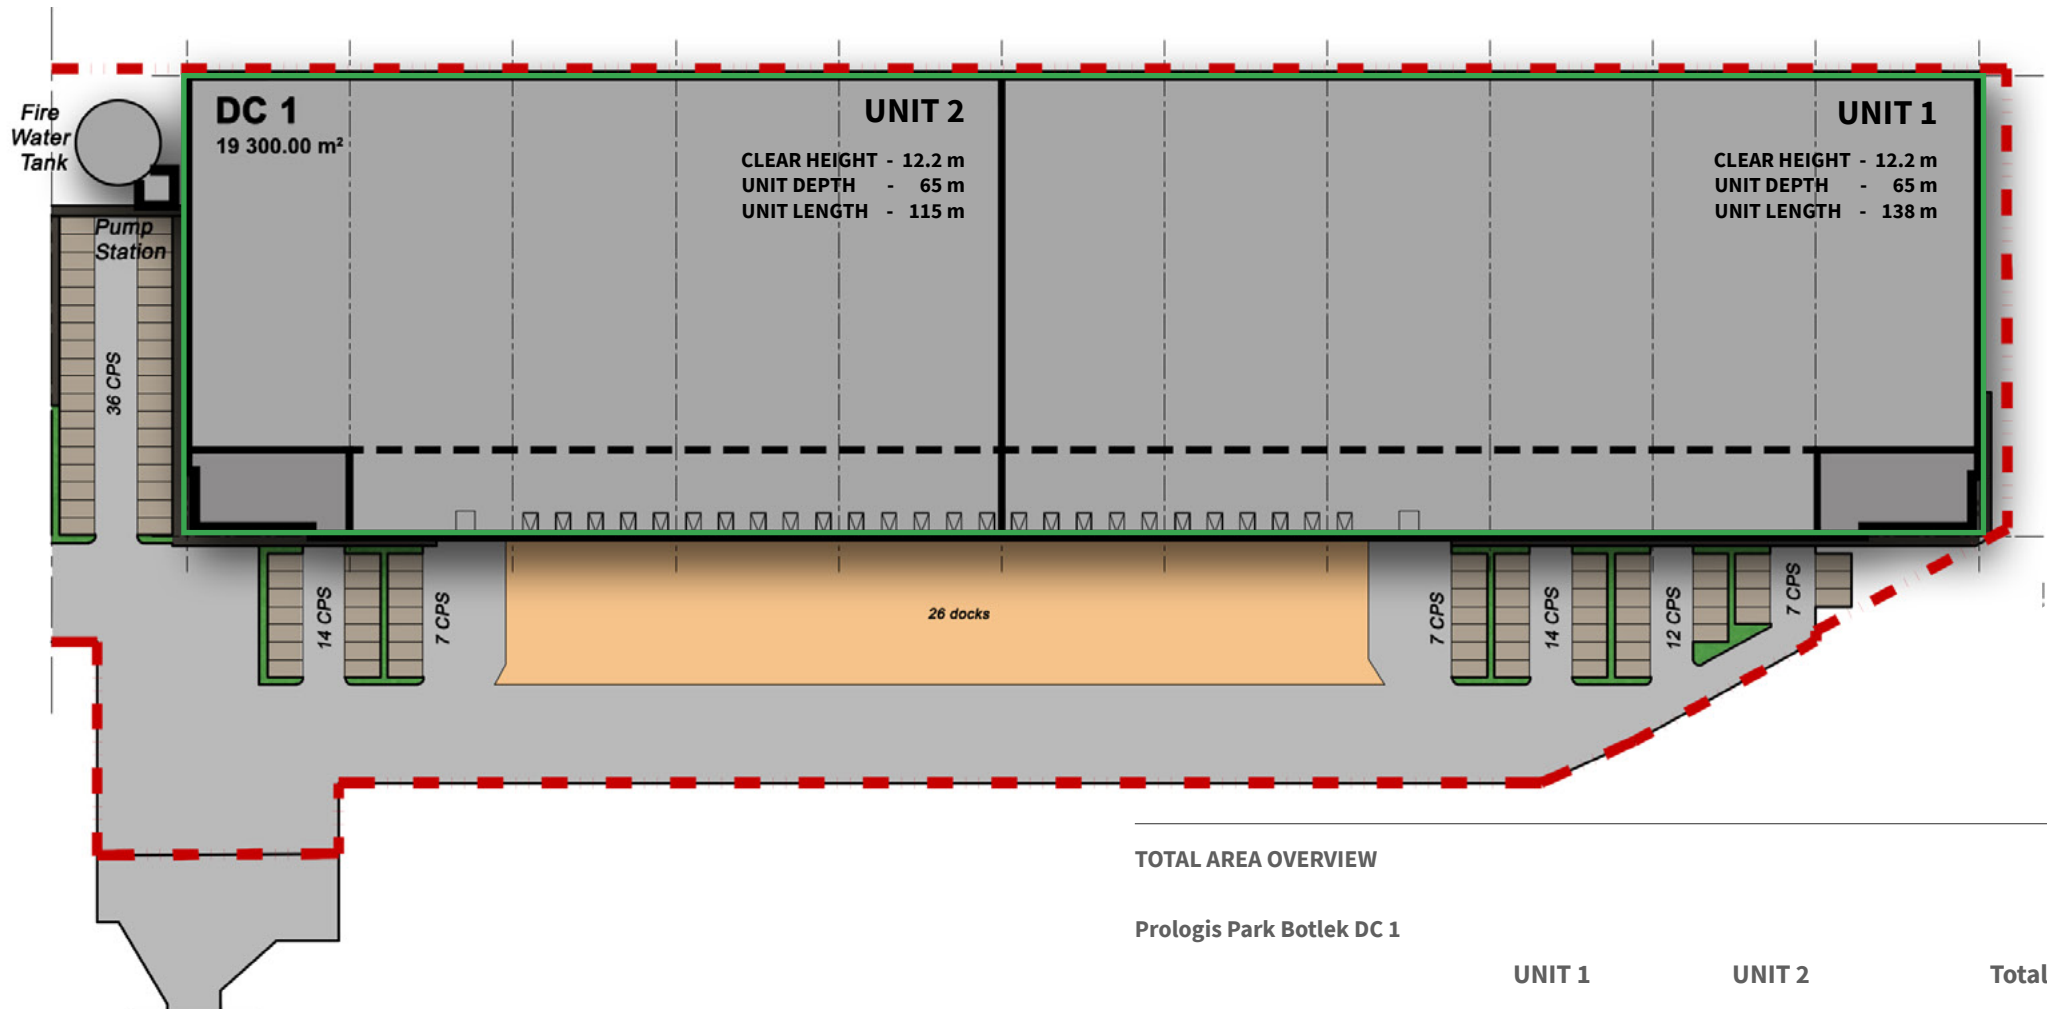 Fire
Water
Tank
DC 1
19 300.00 m²
UNIT 2
CLEAR HEIGHT - 12.2 m
UNIT DEPTH - 65 m
UNIT LENGTH - 115 m
UNIT 1
CLEAR HEIGHT - 12.2 m
UNIT DEPTH - 65 m
UNIT LENGTH - 138 m
Pump
Station
36 CPS
14 CPS
7 CPS
26 docks
7 CPS
14 CPS
12 CPS
7 CPS
TOTAL AREA OVERVIEW
Prologis Park Botlek DC 1
UNIT 1 UNIT 2 Total